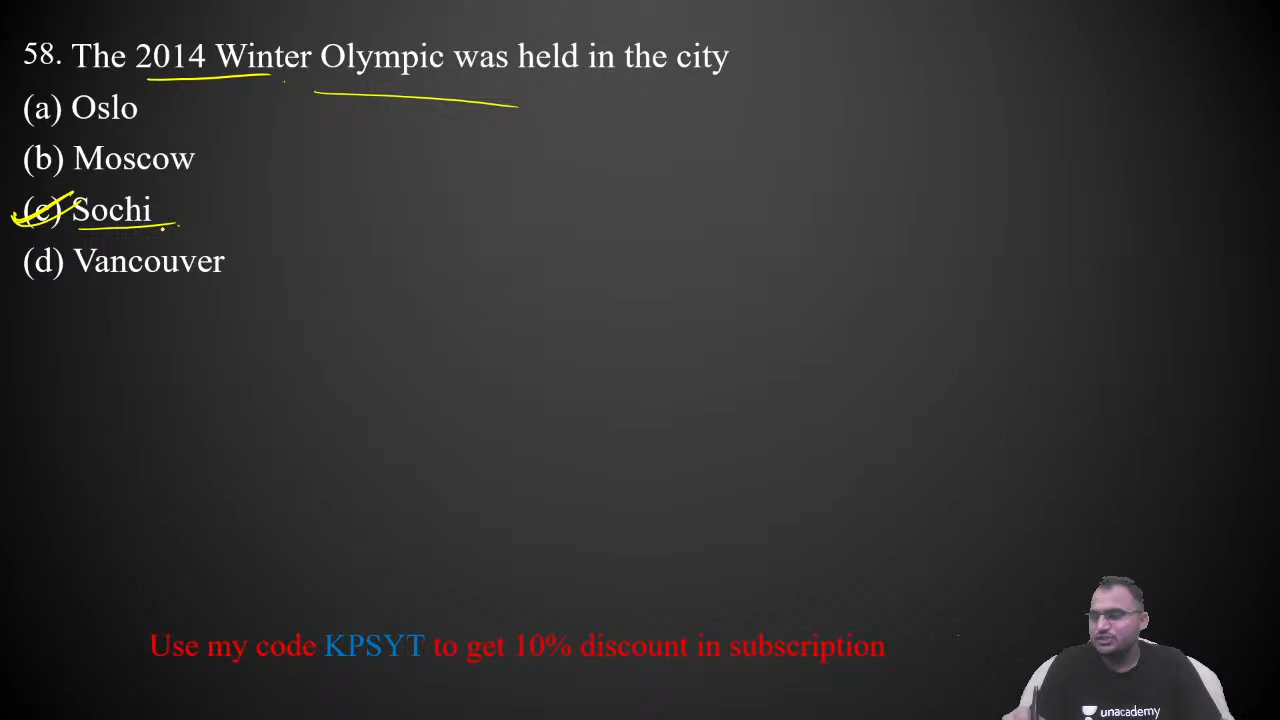 58. The 2014 Winter Olympic was held in the city
(a) Oslo
(b) Moscow
(c) Sochi
(d) Vancouver
Use my code KPSYT to get 10% discount in subscription
unacademy